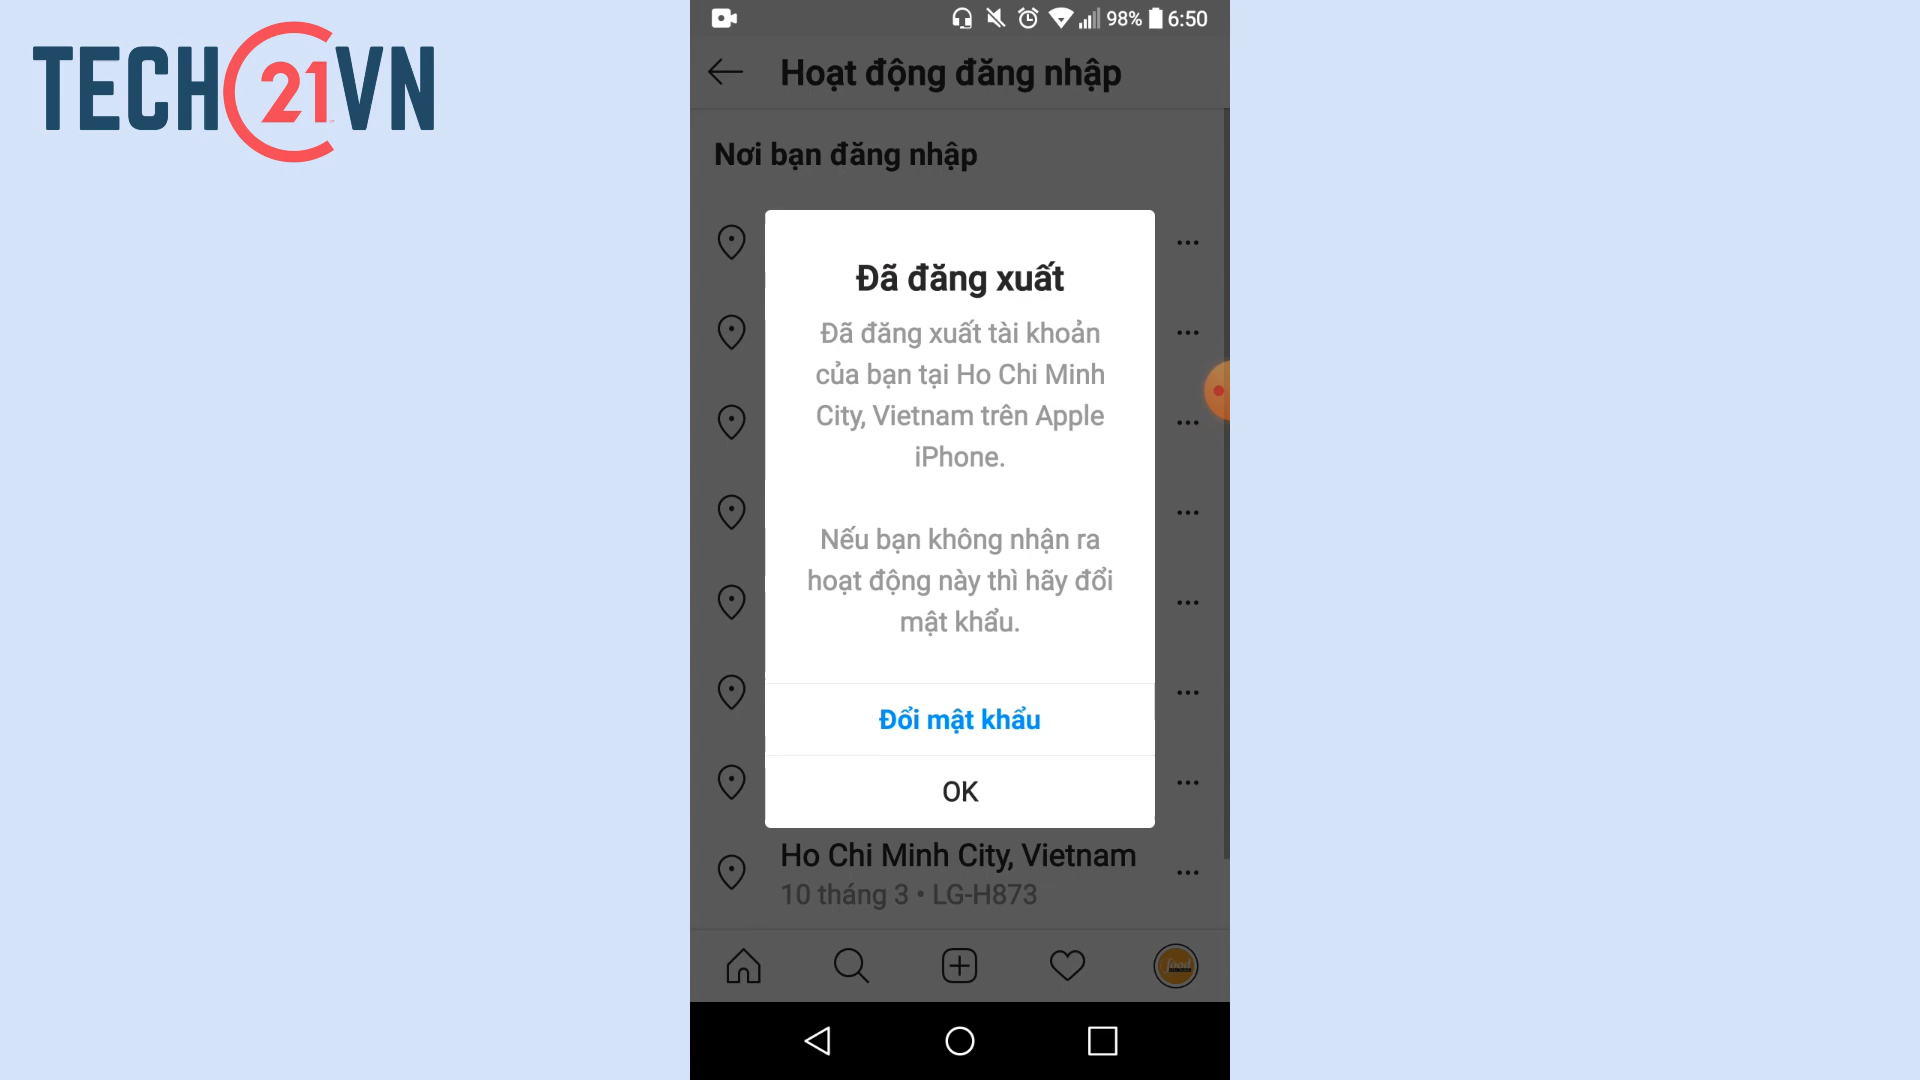 TECH21VN
98% 6:50
Hoạt động đăng nhập
Nơi bạn đăng nhập
Đã đăng xuất
Đã đăng xuất tài khoản
của bạn tại Ho Chi Minh
City, Vietnam trên Apple
iPhone.
Nếu bạn không nhận ra
hoạt động này thì hãy đổi
mật khẩu.
Đổi mật khẩu
OK
Ho Chi Minh City, Vietnam
10 tháng 3 • LG-H873
food